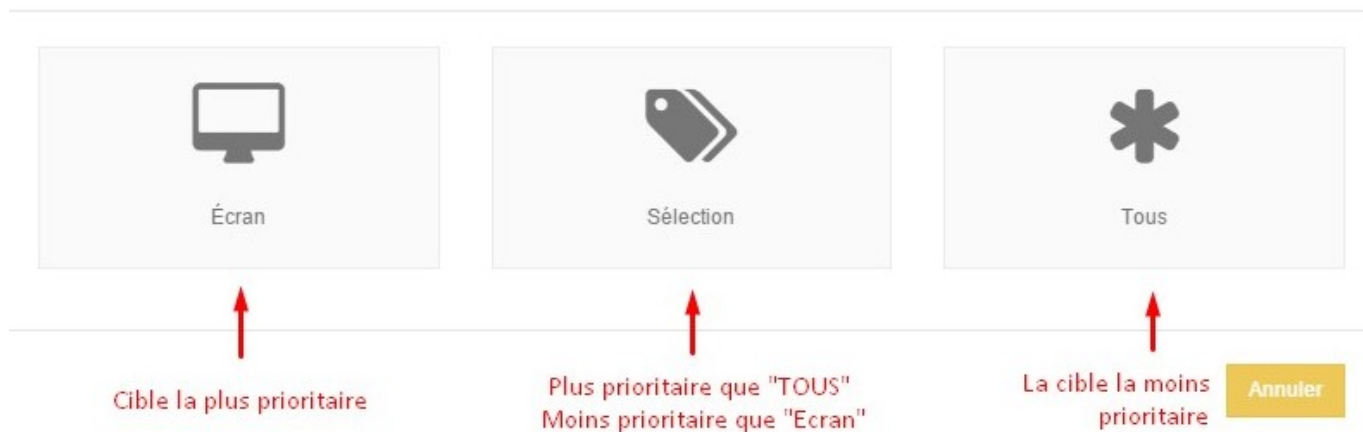 Écran
Sélection
Tous
Cible la plus prioritaire
Plus prioritaire que "TOUS"
Moins prioritaire que "Ecran"
La cible la moins
prioritaire
Annuler